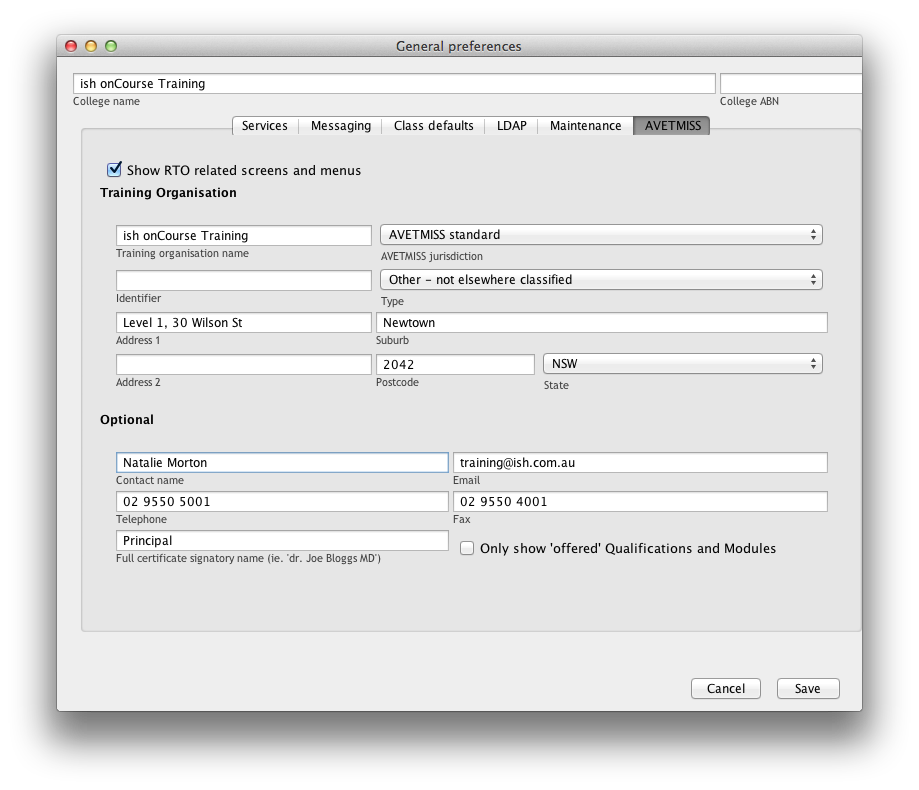 General preferences
ish onCourse Training
College name College ABN
Services Messaging Class defaults LDAP Maintenance AVETMISS
Show RTO related screens and menus
Training Organisation
ish onCourse Training AVETMISS standard
Training organisation name AVETMISS jurisdiction
Other - not elsewhere classified
Identifier Type
Level 1, 30 Wilson St Newtown
Address 1 Suburb
2042 NSW
Address 2 Postcode State
Optional
Natalie Morton training@ish.com.au
Contact name Email
02 9550 5001 02 9550 4001
Telephone Fax
Principal
Only show 'offered' Qualifications and Modules
Full certificate signatory name (ie. 'dr. Joe Bloggs MD')
Cancel Save